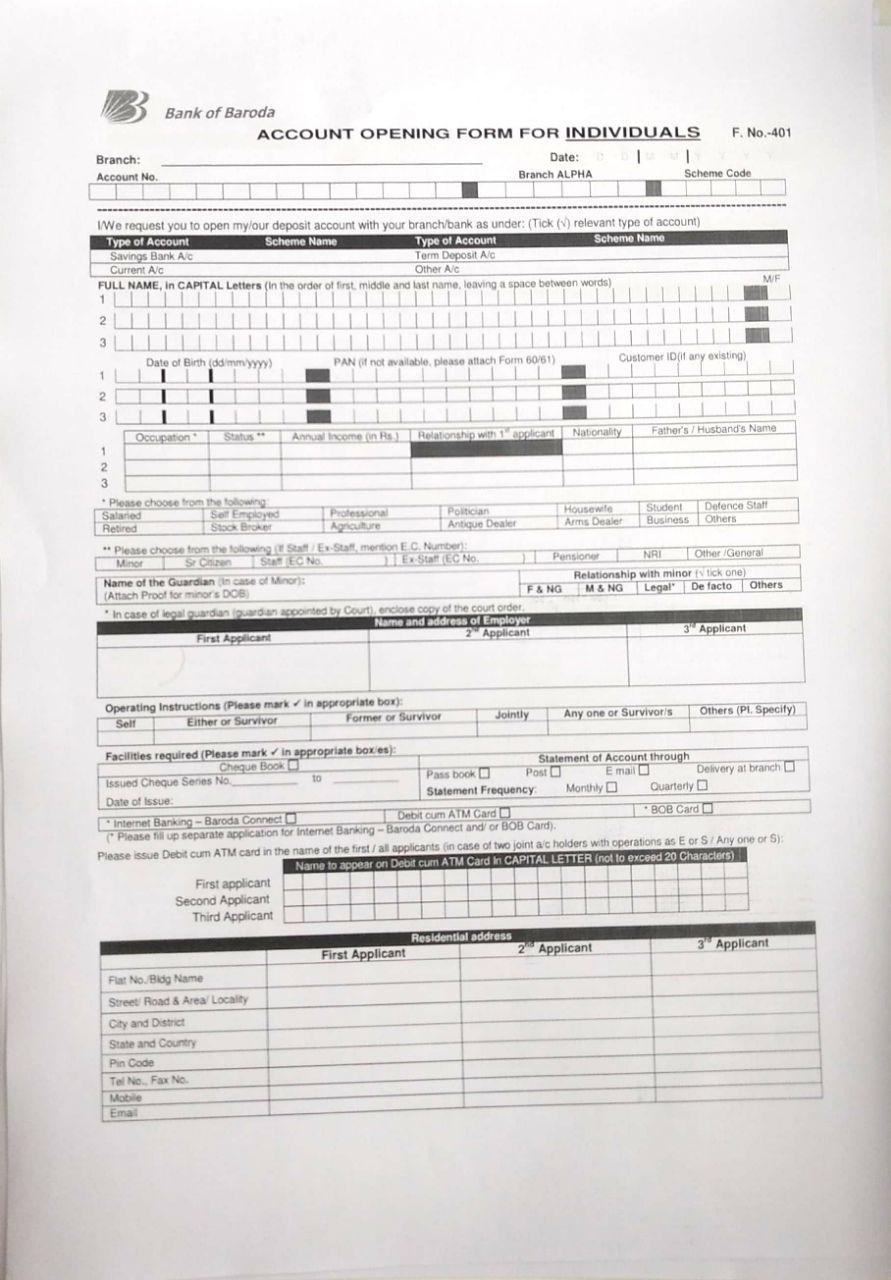 Bank of Baroda
ACCOUNT OPENING FORM FOR INDIVIDUALS F. No.-401
Branch: Date: D D M M Y Y Y Y
Account No. Branch ALPHA Scheme Code
I/We request you to open my/our deposit account with your branch/bank as under: (Tick (√) relevant type of account)
Type of Account Scheme Name Type of Account Scheme Name
Savings Bank A/c Term Deposit A/c
Current A/c Other A/c
FULL NAME, in CAPITAL Letters (In the order of first, middle and last name, leaving a space between words) M/F
1
2
3
Date of Birth (dd/mm/yyyy) PAN (if not available, please attach Form 60/61) Customer ID(if any existing)
1
2
3
Occupation * Status ** Annual Income (in Rs.) Relationship with 1st applicant Nationality Father's / Husband's Name
1
2
3
* Please choose from the following:
Salaried Self Employed Professional Politician Housewife Student Defence Staff
Retired Stock Broker Agriculture Antique Dealer Arms Dealer Business Others
** Please choose from the following (If Staff / Ex-Staff, mention E.C. Number):
Minor Sr Citizen Staff (EC No. ) Ex-Staff (EC No. ) Pensioner NRI Other /General
Name of the Guardian (In case of Minor): Relationship with minor (√ tick one)
(Attach Proof for minor's DOB) F & NG M & NG Legal* De facto Others
* In case of legal guardian (guardian appointed by Court), enclose copy of the court order.
Name and address of Employer
First Applicant 2nd Applicant 3rd Applicant
Operating Instructions (Please mark ✓ in appropriate box):
Self Either or Survivor Former or Survivor Jointly Any one or Survivor/s Others (Pl. Specify)
Facilities required (Please mark ✓ in appropriate box/es):
Cheque Book Statement of Account through
Issued Cheque Series No. to Pass book Post E mail Delivery at branch
Date of Issue: Statement Frequency: Monthly Quarterly
* Internet Banking – Baroda Connect Debit cum ATM Card * BOB Card
(* Please fill up separate application for Internet Banking – Baroda Connect and/ or BOB Card).
Please issue Debit cum ATM card in the name of the first / all applicants (in case of two joint a/c holders with operations as E or S / Any one or S):
Name to appear on Debit cum ATM Card In CAPITAL LETTER (not to exceed 20 Characters)
First applicant
Second Applicant
Third Applicant
Residential address
First Applicant 2nd Applicant 3rd Applicant
Flat No./Bldg Name
Street/ Road & Area/ Locality
City and District
State and Country
Pin Code
Tel No., Fax No.
Mobile
Email